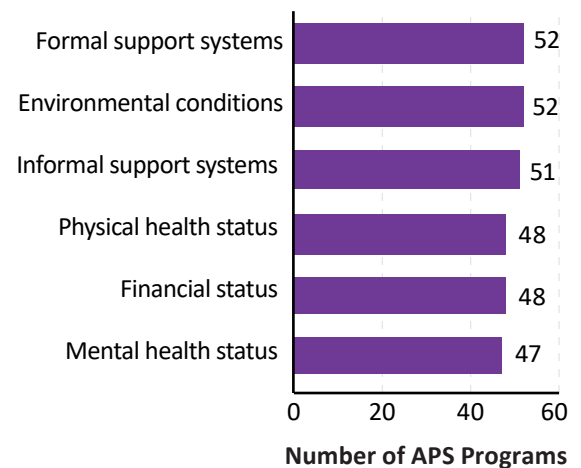 Formal support systems 52
Environmental conditions 52
Informal support systems 51
Physical health status 48
Financial status 48
Mental health status 47
0 20 40 60
Number of APS Programs